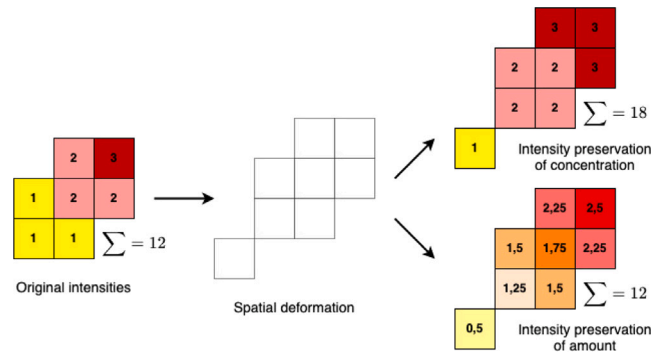 2 3
1 2 2
1 1 ∑ = 12
Original intensities
Spatial deformation
3 3
2 2 3
2 2 ∑ = 18
1
Intensity preservation
of concentration
2,25 2,5
1,5 1,75 2,25
1,25 1,5 ∑ = 12
0,5
Intensity preservation
of amount